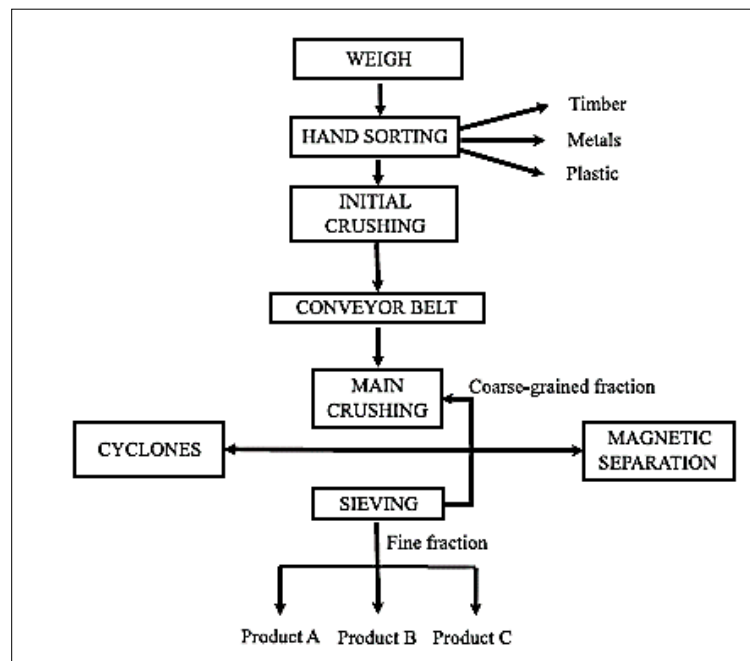 WEIGH
HAND SORTING
Timber
Metals
Plastic
INITIAL
CRUSHING
CONVEYOR BELT
MAIN
CRUSHING
Coarse-grained fraction
CYCLONES
MAGNETIC
SEPARATION
SIEVING
Fine fraction
Product A
Product B
Product C